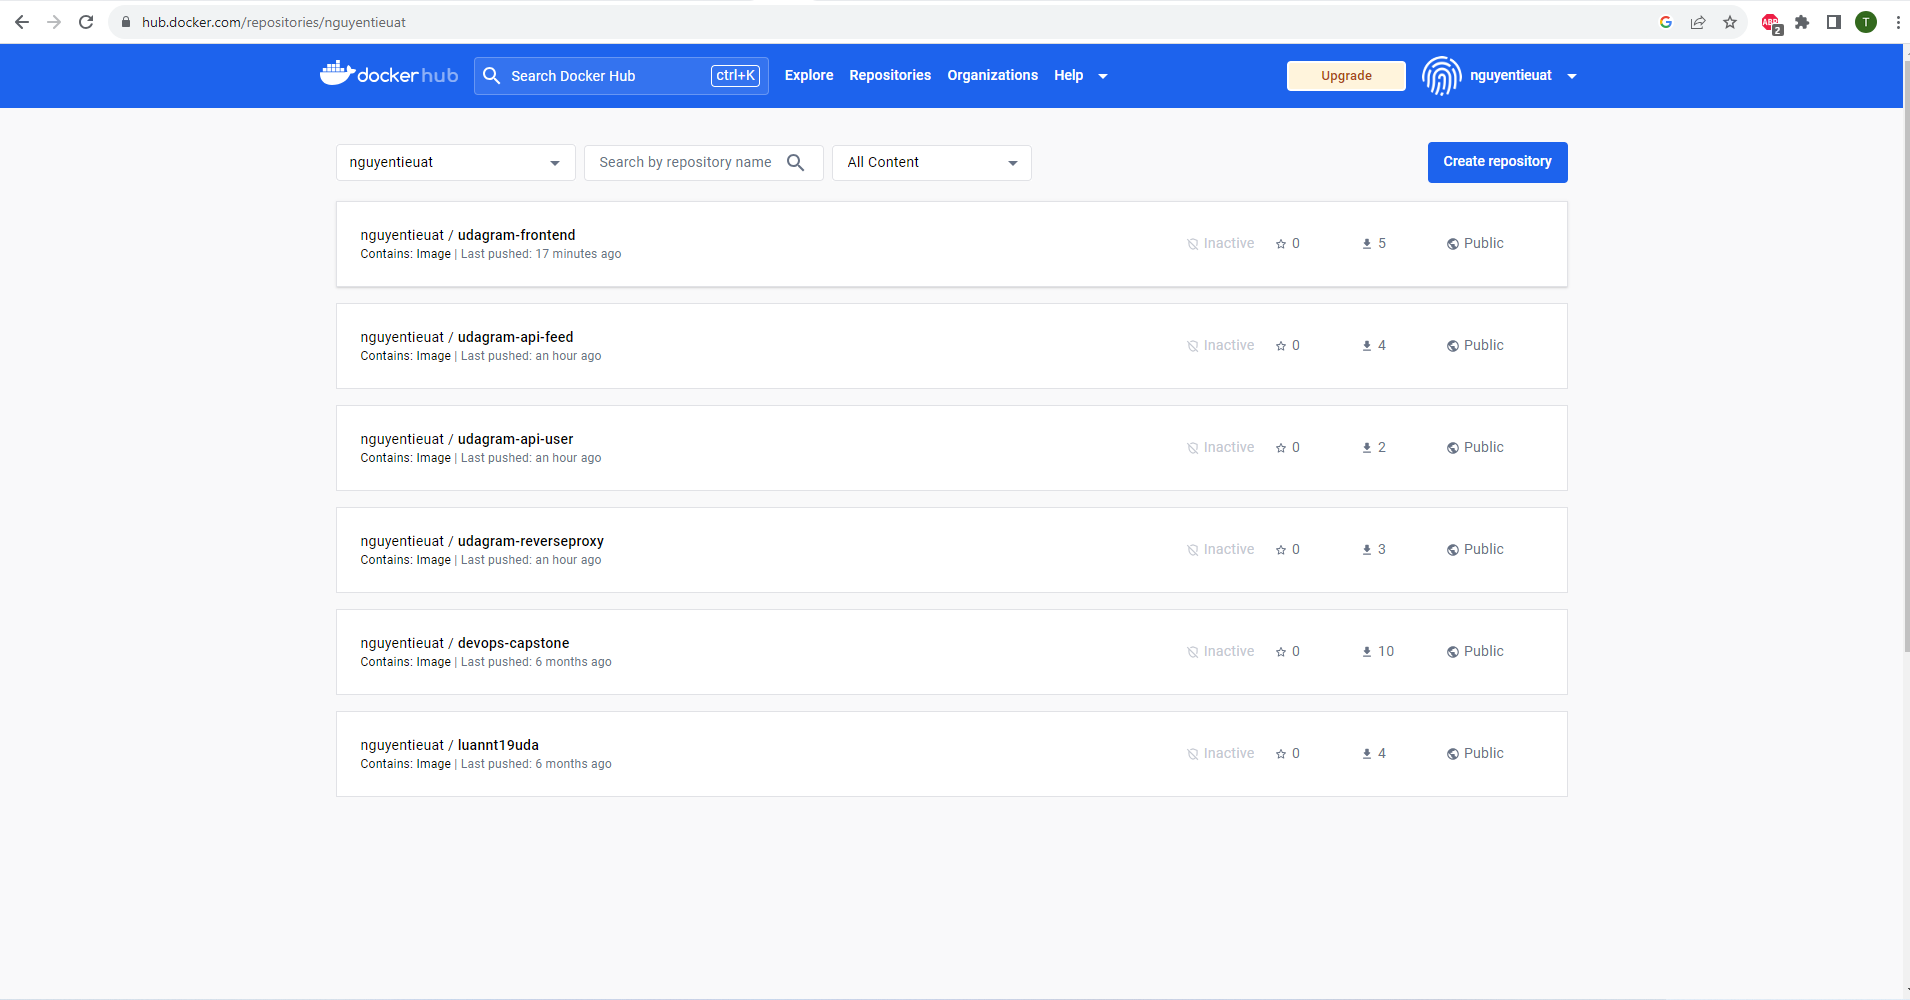 hub.docker.com/repositories/nguyentieuat
ABP
2
T
docker hub
Search Docker Hub
ctrl+K
Explore
Repositories
Organizations
Help
Upgrade
nguyentieuat
nguyentieuat
Search by repository name
All Content
Create repository
nguyentieuat / udagram-frontend
Contains: Image | Last pushed: 17 minutes ago
Inactive
0
5
Public
nguyentieuat / udagram-api-feed
Contains: Image | Last pushed: an hour ago
Inactive
0
4
Public
nguyentieuat / udagram-api-user
Contains: Image | Last pushed: an hour ago
Inactive
0
2
Public
nguyentieuat / udagram-reverseproxy
Contains: Image | Last pushed: an hour ago
Inactive
0
3
Public
nguyentieuat / devops-capstone
Contains: Image | Last pushed: 6 months ago
Inactive
0
10
Public
nguyentieuat / luannt19uda
Contains: Image | Last pushed: 6 months ago
Inactive
0
4
Public